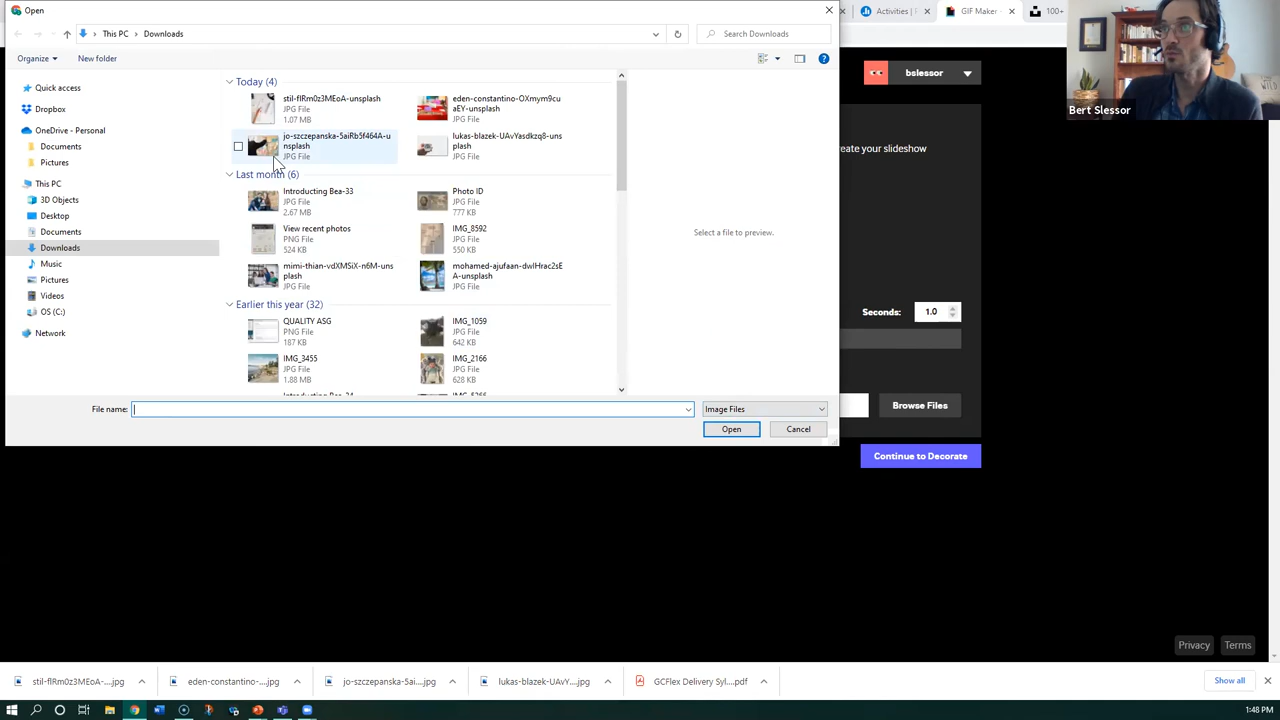 Open
Activities | F
GIF Maker -
100+
This PC
Downloads
Search Downloads
Organize
New folder
bslessor
Bert Slessor
Quick access
Dropbox
OneDrive - Personal
Documents
Pictures
This PC
3D Objects
Desktop
Documents
Downloads
Music
Pictures
Videos
OS (C:)
Network
Today (4)
stil-flRm0z3MEoA-unsplash
JPG File
1.07 MB
eden-constantino-OXmym9cu
aEY-unsplash
JPG File
jo-szczepanska-5aiRb5f464A-u
nsplash
JPG File
lukas-blazek-UAvYasdkzq8-uns
plash
JPG File
Last month (6)
Introducting Bea-33
JPG File
2.67 MB
Photo ID
JPG File
777 KB
View recent photos
PNG File
524 KB
IMG_8592
JPG File
550 KB
mimi-thian-vdXMSiX-n6M-uns
plash
JPG File
mohamed-ajufaan-dwlHrac2sY
A-unsplash
JPG File
Earlier this year (32)
QUALITY ASG
PNG File
187 KB
IMG_1059
JPG File
642 KB
IMG_3455
JPG File
1.88 MB
IMG_2166
JPG File
628 KB
Select a file to preview.
create your slideshow
Seconds:
1.0
File name:
Image Files
Open
Cancel
Browse Files
Continue to Decorate
Privacy
Terms
stil-flRm0z3MEoA-....jpg
eden-constantino-....jpg
jo-szczepanska-5ai....jpg
lukas-blazek-UAvY....jpg
GCFlex Delivery Syl....pdf
Show all
1:48 PM